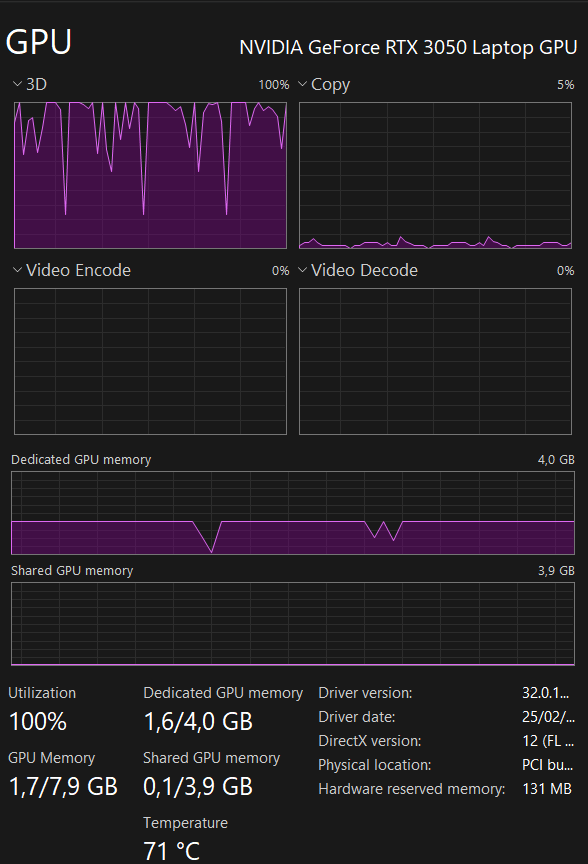 GPU
NVIDIA GeForce RTX 3050 Laptop GPU
3D 100%
Copy 5%
Video Encode 0%
Video Decode 0%
Dedicated GPU memory 4,0 GB
Shared GPU memory 3,9 GB
Utilization
100%
Dedicated GPU memory
1,6/4,0 GB
GPU Memory
1,7/7,9 GB
Shared GPU memory
0,1/3,9 GB
Temperature
71 °C
Driver version: 32.0.1...
Driver date: 25/02/...
DirectX version: 12 (FL ...
Physical location: PCI bu...
Hardware reserved memory: 131 MB